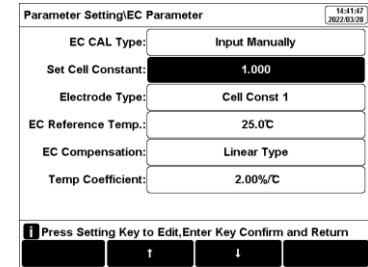 Parameter Setting\EC Parameter
14:41:47
2022/03/28
EC CAL Type: Input Manually
Set Cell Constant: 1.000
Electrode Type: Cell Const 1
EC Reference Temp.: 25.0℃
EC Compensation: Linear Type
Temp Coefficient: 2.00%/℃
i Press Setting Key to Edit,Enter Key Confirm and Return
↑ ↓